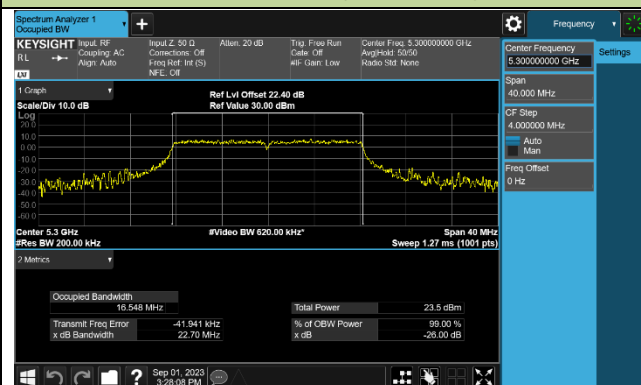 Spectrum Analyzer 1
Occupied BW
Frequency
KEYSIGHT Input: RF Input Z: 50 Ω Atten: 20 dB Trig: Free Run Center Freq: 5.300000000 GHz
RL Coupling: AC Corrections: Off Gate: Off Avg|Hold: 50/50
Align: Auto Freq Ref: Int (S) #IF Gain: Low Radio Std: None
NFE: Off
LXI
Center Frequency
5.300000000 GHz
Settings
Span
40.000 MHz
CF Step
4.000000 MHz
Auto
Man
Freq Offset
0 Hz
1 Graph
Ref Lvl Offset 22.40 dB
Scale/Div 10.0 dB Ref Value 30.00 dBm
Log
20.0
10.0
0.00
-10.0
-20.0
-30.0
-40.0
-50.0
-60.0
Center 5.3 GHz #Video BW 620.00 kHz* Span 40 MHz
#Res BW 200.00 kHz Sweep 1.27 ms (1001 pts)
2 Metrics
Occupied Bandwidth
16.548 MHz Total Power 23.5 dBm
Transmit Freq Error -41.941 kHz % of OBW Power 99.00 %
x dB Bandwidth 22.70 MHz x dB -26.00 dB
? Sep 01, 2023
3:28:08 PM